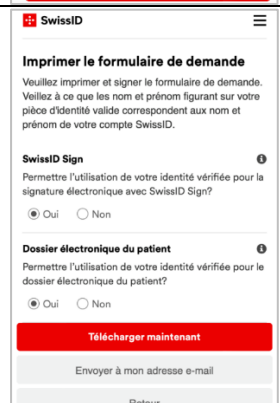 SwissID
Imprimer le formulaire de demande
Veuillez imprimer et signer le formulaire de demande.
Veillez à ce que les nom et prénom figurant sur votre
pièce d'identité valide correspondent aux nom et
prénom de votre compte SwissID.
SwissID Sign
Permettre l'utilisation de votre identité vérifiée pour la
signature électronique avec SwissID Sign?
Oui Non
Dossier électronique du patient
Permettre l'utilisation de votre identité vérifiée pour le
dossier électronique du patient?
Oui Non
Télécharger maintenant
Envoyer à mon adresse e-mail
Retour